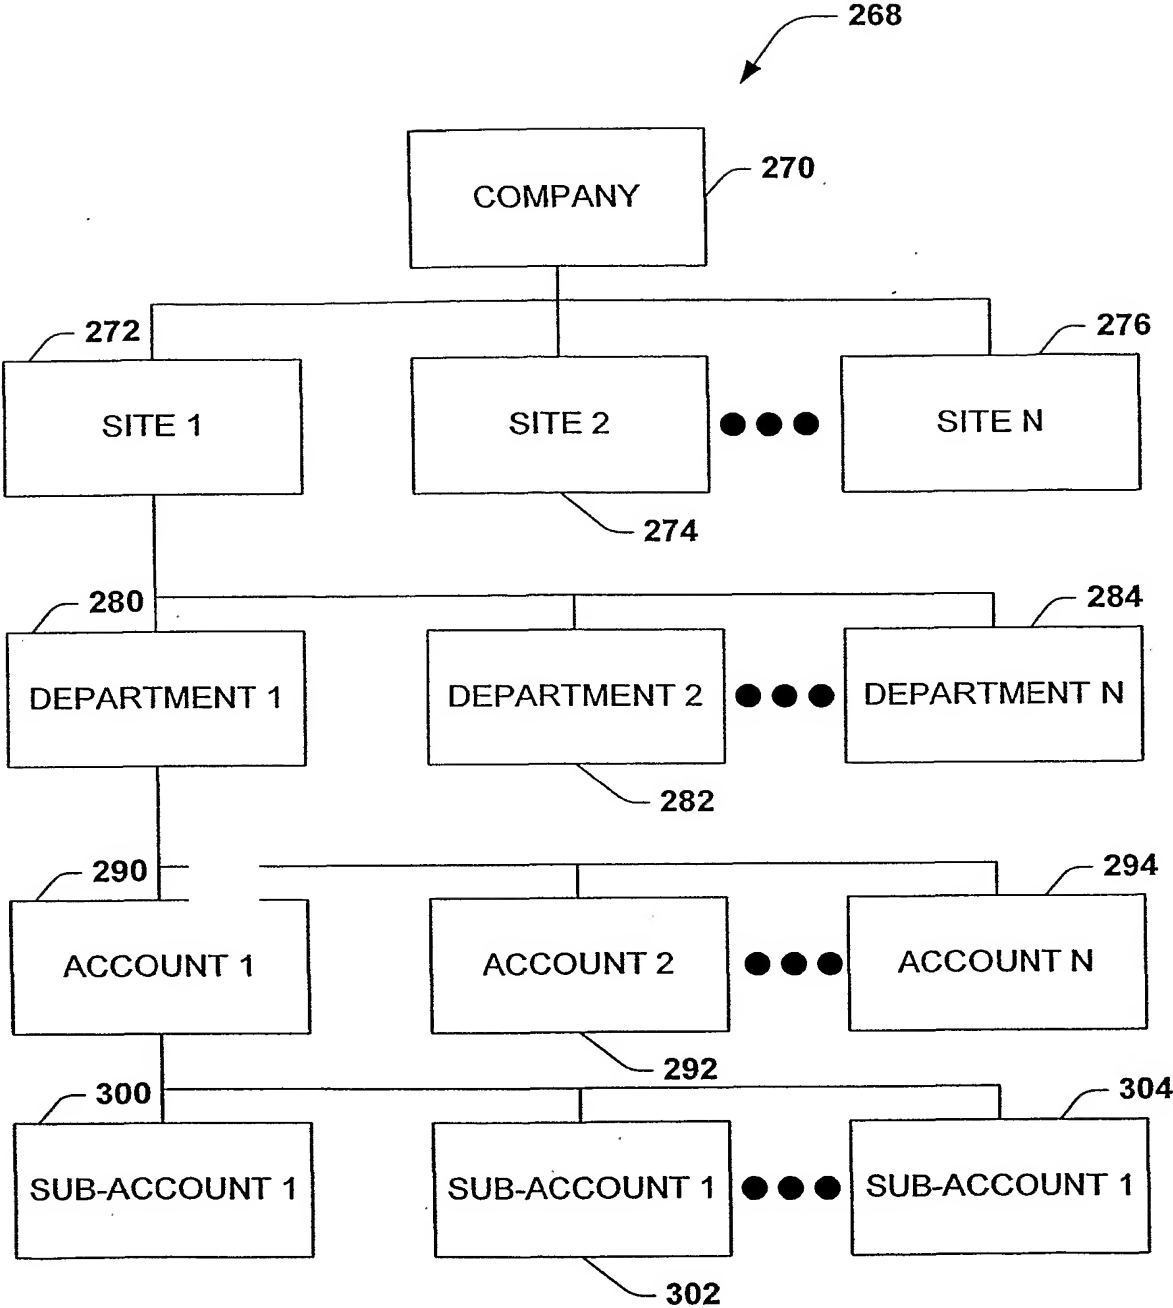 268
COMPANY
270
272
276
SITE 1
SITE 2
SITE N
274
280
284
DEPARTMENT 1
DEPARTMENT 2
DEPARTMENT N
282
290
294
ACCOUNT 1
ACCOUNT 2
ACCOUNT N
292
300
304
SUB-ACCOUNT 1
SUB-ACCOUNT 1
SUB-ACCOUNT 1
302